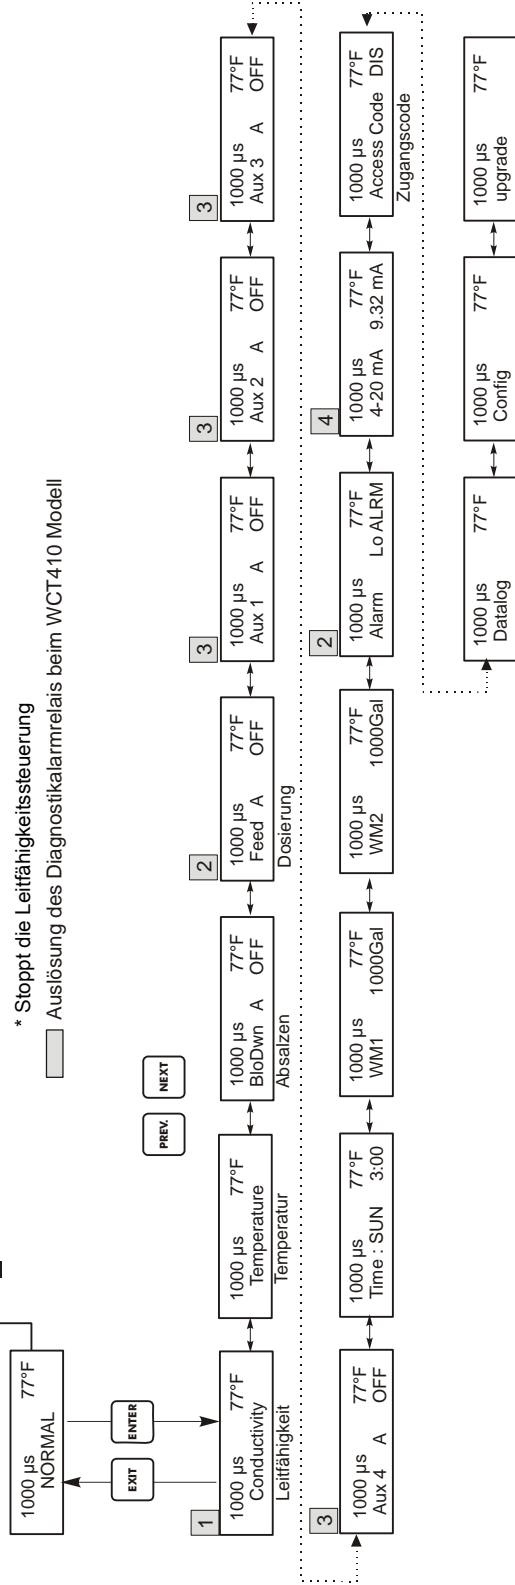 1000 µs 77°F
NORMAL
EXIT
ENTER
* Stoppt die Leitfähigkeitssteuerung
Auslösung des Diagnostikalarmrelais beim WCT410 Modell
PREV.
NEXT
1
1000 µs 77°F
Conductivity
Leitfähigkeit
1000 µs 77°F
Temperature
Temperatur
1000 µs 77°F
BloDwn A OFF
Absalzen
2
1000 µs 77°F
Feed A OFF
Dosierung
3
1000 µs 77°F
Aux 1 A OFF
3
1000 µs 77°F
Aux 2 A OFF
3
1000 µs 77°F
Aux 3 A OFF
3
1000 µs 77°F
Aux 4 A OFF
1000 µs 77°F
Time : SUN 3:00
1000 µs 77°F
WM1 1000Gal
1000 µs 77°F
WM2 1000Gal
2
1000 µs 77°F
Alarm Lo ALRM
4
1000 µs 77°F
4-20 mA 9.32 mA
1000 µs 77°F
Access Code DIS
Zugangscode
1000 µs 77°F
Datalog
1000 µs 77°F
Config
1000 µs 77°F
upgrade